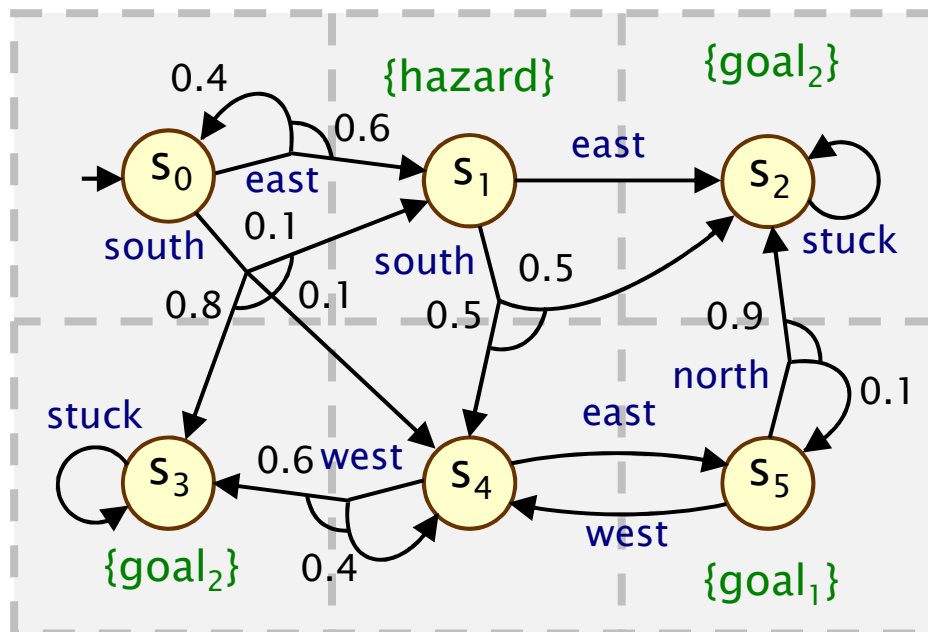 {goal₂}
{hazard}
0.4
0.6
east
s₀
s₁
s₂
east
0.1
south
south
0.5
stuck
0.8
0.1
0.5
0.9
north
0.1
stuck
east
0.6
west
s₃
s₄
s₅
west
0.4
{goal₂}
{goal₁}